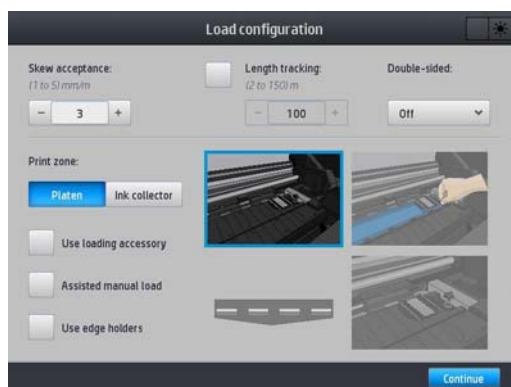 Load configuration
Skew acceptance:
(1 to 5) mm/m
− 3 +
Length tracking:
(2 to 150) m
− 100 +
Double-sided:
Off
Print zone:
Platen
Ink collector
Use loading accessory
Assisted manual load
Use edge holders
Continue